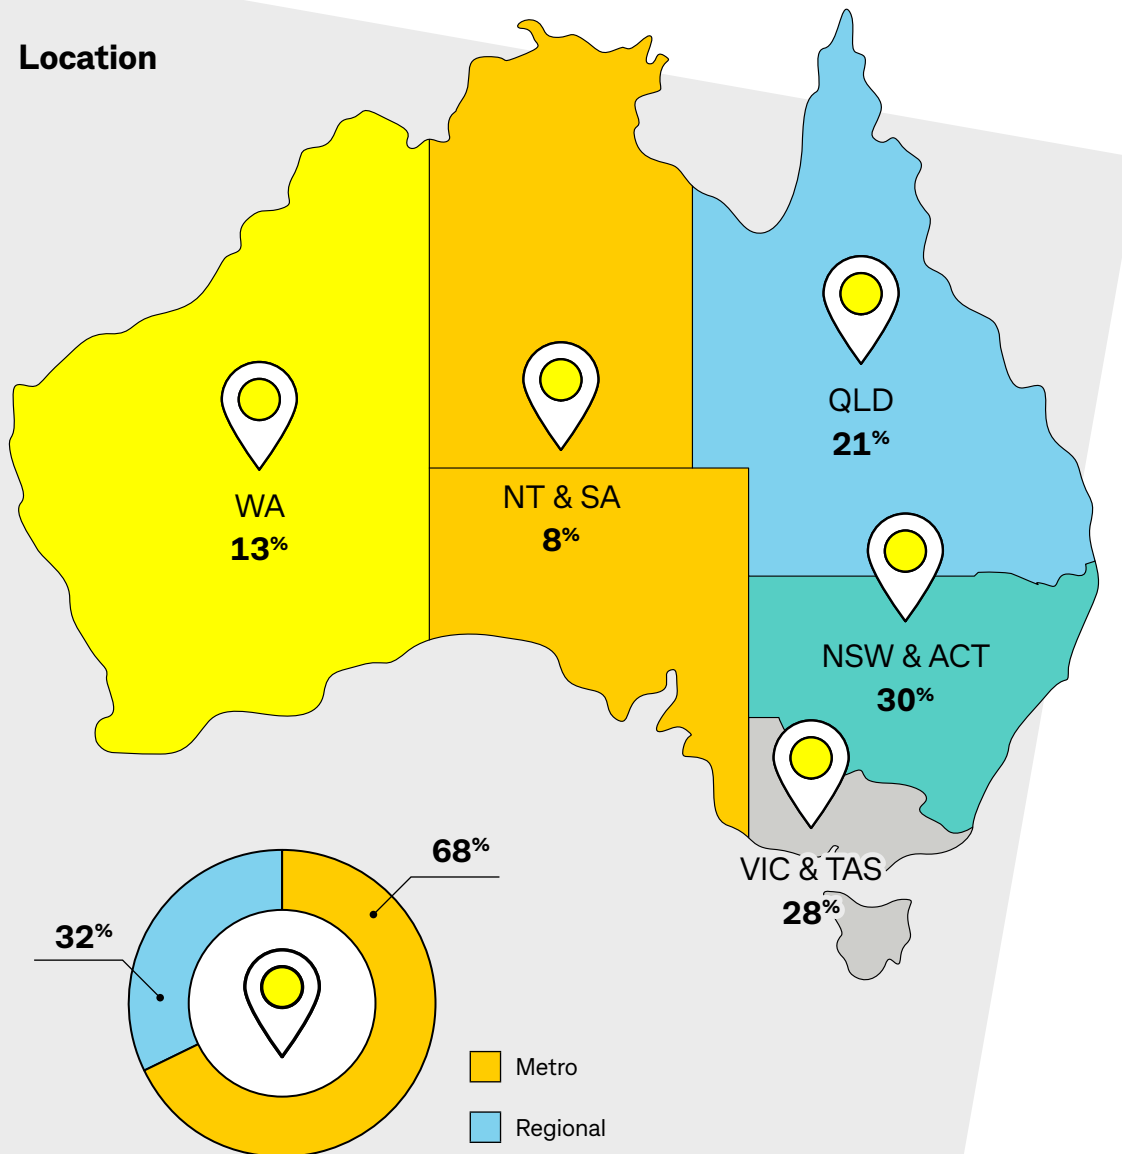 Location
QLD
21%
WA
13%
NT & SA
8%
NSW & ACT
30%
VIC & TAS
28%
68%
32%
Metro
Regional